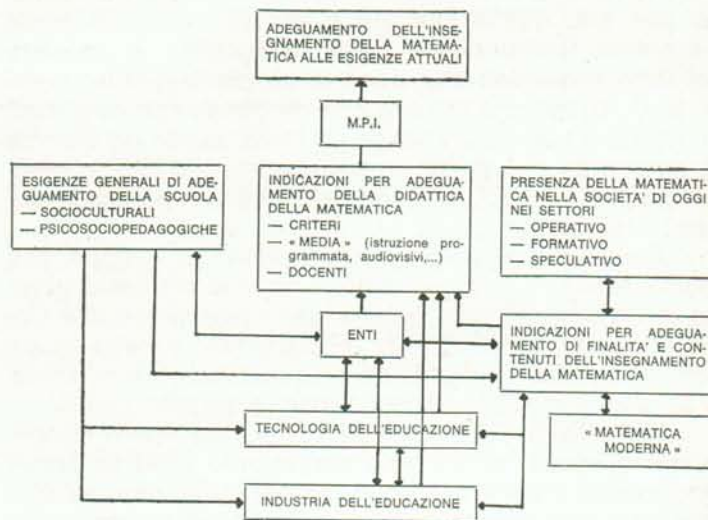 ADEGUAMENTO DELL'INSE-
GNAMENTO DELLA MATEMA-
TICA ALLE ESIGENZE ATTUALI
M.P.I.
ESIGENZE GENERALI DI ADE-
GUAMENTO DELLA SCUOLA
— SOCIOCULTURALI
— PSICOSOCIOPEDAGOGICHE
INDICAZIONI PER ADEGUA-
MENTO DELLA DIDATTICA
DELLA MATEMATICA
— CRITERI
— « MEDIA » (istruzione pro-
grammata, audiovisivi,...)
— DOCENTI
PRESENZA DELLA MATEMATI-
CA NELLA SOCIETA' DI OGGI
NEI SETTORI
— OPERATIVO
— FORMATIVO
— SPECULATIVO
ENTI
INDICAZIONI PER ADEGUA-
MENTO DI FINALITA' E CON-
TENUTI DELL'INSEGNAMENTO
DELLA MATEMATICA
TECNOLOGIA DELL'EDUCAZIONE
« MATEMATICA
MODERNA »
INDUSTRIA DELL'EDUCAZIONE